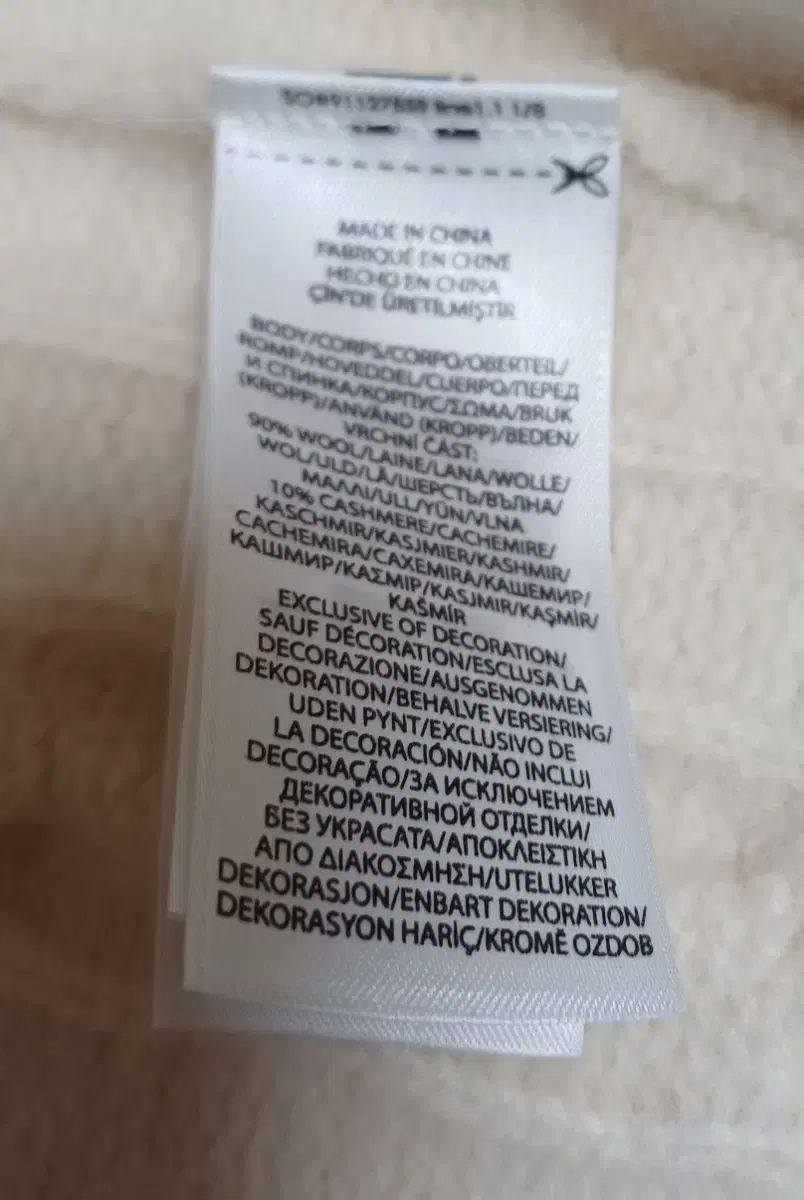 1/8
MADE IN CHINA
FABRIQUÉ EN CHINE
HECHO EN CHINA
ÇİN'DE ÜRETİLMİŞTİR
BODY/CORPS/CORPO/OBERTEIL/
ROMP/HOVEDDEL/CUERPO/ПЕРЕД
И СПИНКА/КОРПУС/ΣΩΜΑ/BRUK
(KROPP)/ANVÄND (KROPP)/BEDEN/
VRCHNÍ ČÁST:
90% WOOL/LAINE/LANA/WOLLE/
WOL/ULD/LÃ/ШЕРСТЬ/ВЪЛНА/
ΜΑΛΛΙ/ULL/YÜN/VLNA
10% CASHMERE/CACHEMIRE/
KASCHMIR/KASJMIER/KASHMIR/
CACHEMIRA/CAXEMIRA/КАШЕМИР/
КАШМИР/ΚΑΣΜΙΡ/KASJMIR/KAŞMİR/
KAŠMÍR
EXCLUSIVE OF DECORATION/
SAUF DÉCORATION/ESCLUSA LA
DECORAZIONE/AUSGENOMMEN
DEKORATION/BEHALVE VERSIERING/
UDEN PYNT/EXCLUSIVO DE
LA DECORACIÓN/NÃO INCLUI
DECORAÇÃO/ЗА ИСКЛЮЧЕНИЕМ
ДЕКОРАТИВНОЙ ОТДЕЛКИ/
БЕЗ УКРАСАТА/ΑΠΟΚΛΕΙΣΤΙΚΗ
ΑΠΟ ΔΙΑΚΟΣΜΗΣΗ/UTELUKKER
DEKORASJON/ENBART DEKORATION/
DEKORASYON HARİÇ/KROMĚ OZDOB